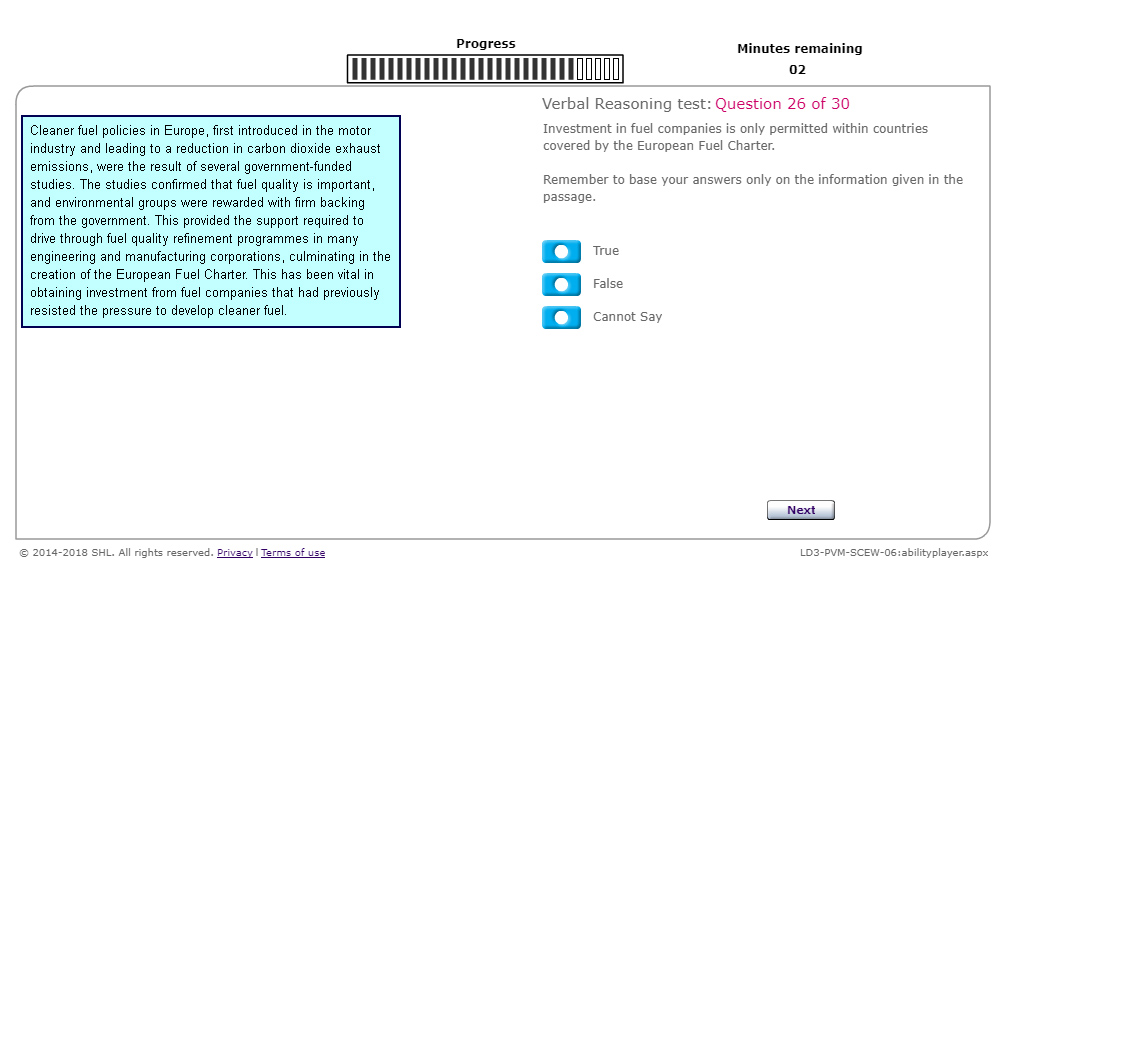 Progress
Minutes remaining
02
Verbal Reasoning test: Question 26 of 30
Cleaner fuel policies in Europe, first introduced in the motor
industry and leading to a reduction in carbon dioxide exhaust
emissions, were the result of several government-funded
studies. The studies confirmed that fuel quality is important,
and environmental groups were rewarded with firm backing
from the government. This provided the support required to
drive through fuel quality refinement programmes in many
engineering and manufacturing corporations, culminating in the
creation of the European Fuel Charter. This has been vital in
obtaining investment from fuel companies that had previously
resisted the pressure to develop cleaner fuel.
Investment in fuel companies is only permitted within countries
covered by the European Fuel Charter.
Remember to base your answers only on the information given in the
passage.
True
False
Cannot Say
Next
© 2014-2018 SHL. All rights reserved. Privacy | Terms of use
LD3-PVM-SCEW-06:abilityplayer.aspx